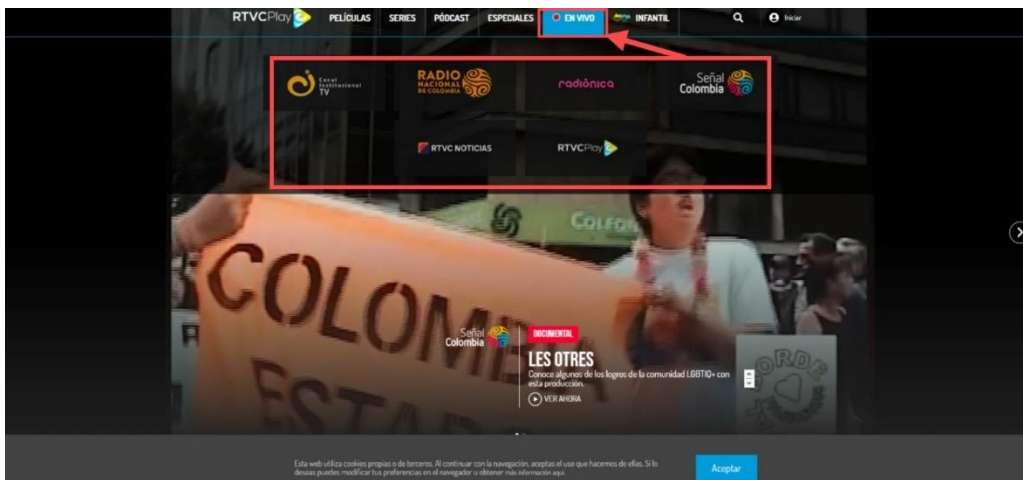 RTVCPlay
PELÍCULAS
SERIES
PÓDCAST
ESPECIALES
EN VIVO
INFANTIL
Iniciar
Canal
Institucional
TV
RADIO
NACIONAL
DE COLOMBIA
radiónica
Señal
Colombia
RTVC NOTICIAS
RTVCPlay
COLOMBIA
Señal
Colombia
DOCUMENTAL
LES OTRES
Conoce algunos de los logros de la comunidad LGBTIQ+ con
esta producción.
VER AHORA
Esta web utiliza cookies propias o de terceros. Al continuar con la navegación, aceptas el uso que hacemos de ellas. Si lo
deseas puedes modificar tus preferencias en el navegador u obtener más información aquí.
Aceptar